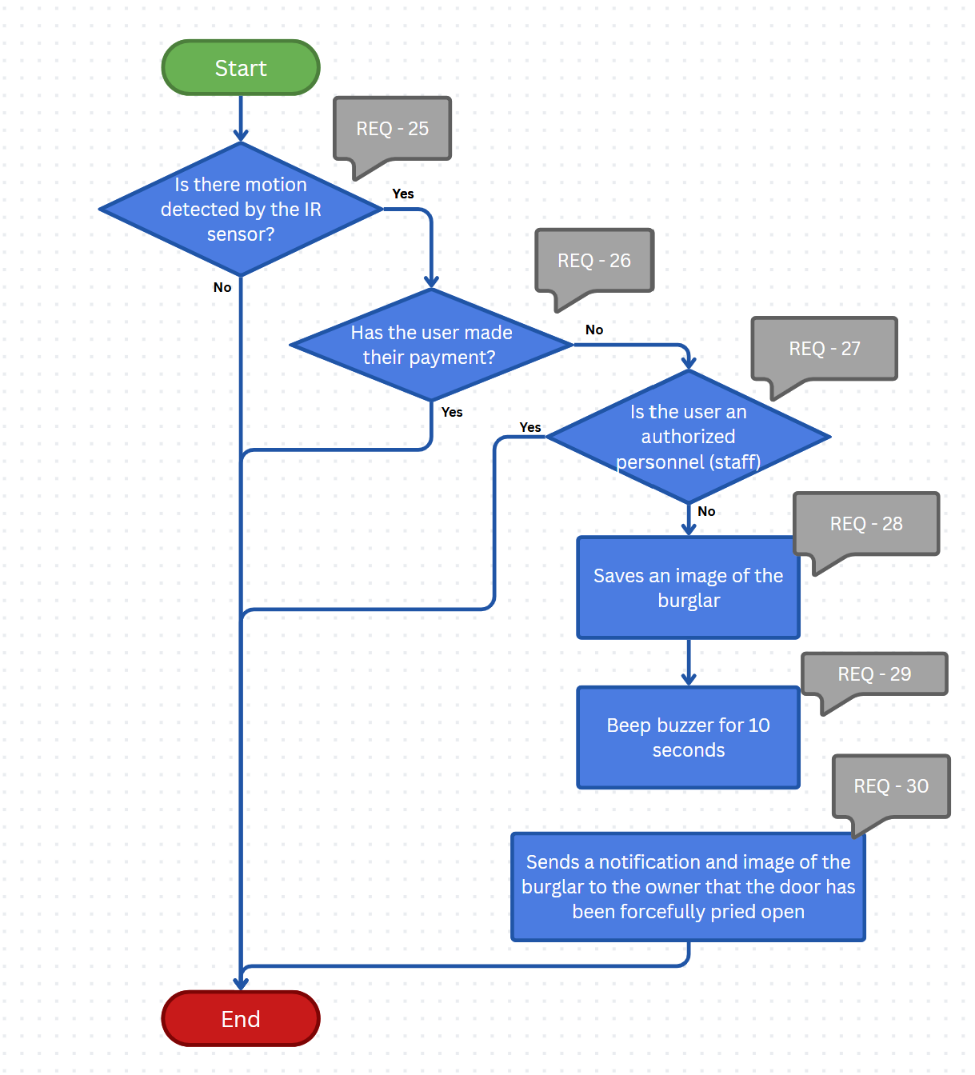 Start
REQ - 25
Is there motion
detected by the IR
sensor?
Yes
No
REQ - 26
Has the user made
their payment?
No
Yes
REQ - 27
Is the user an
authorized
personnel (staff)
Yes
No
REQ - 28
Saves an image of the
burglar
REQ - 29
Beep buzzer for 10
seconds
REQ - 30
Sends a notification and image of the
burglar to the owner that the door has
been forcefully pried open
End